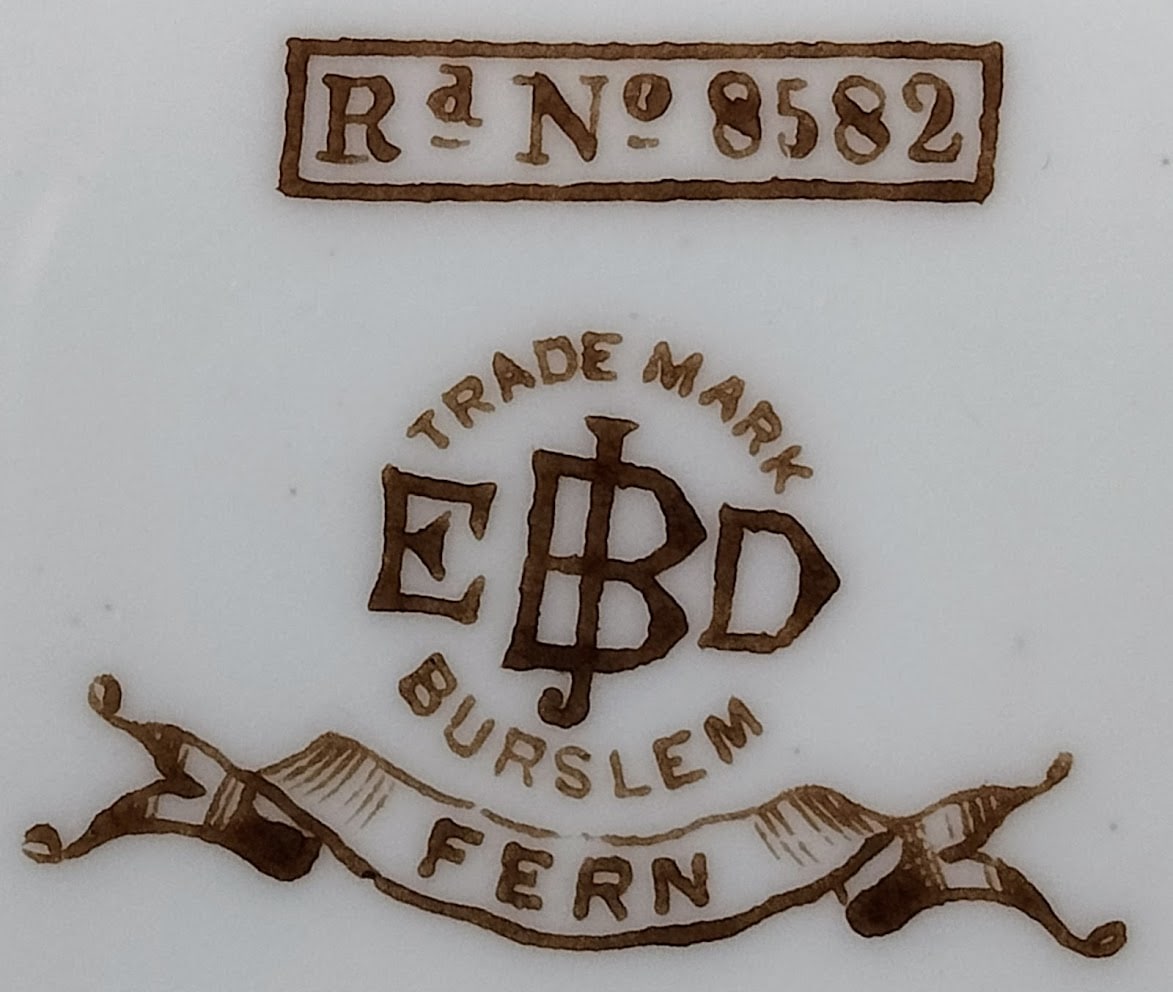 Rd No 8582
TRADE MARK
EJBD
BURSLEM
FERN